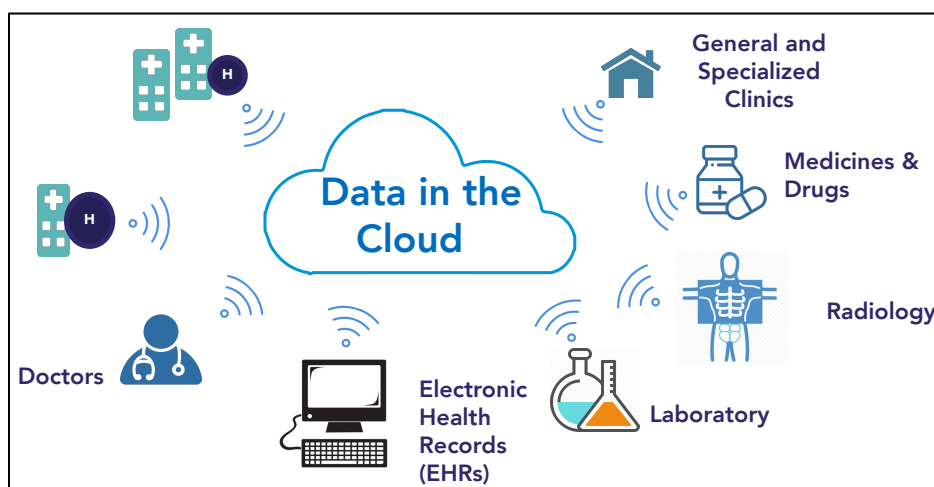 H
General and
Specialized
Clinics
Data in the
Cloud
Medicines &
Drugs
H
Radiology
Doctors
Electronic
Health
Records
(EHRs)
Laboratory